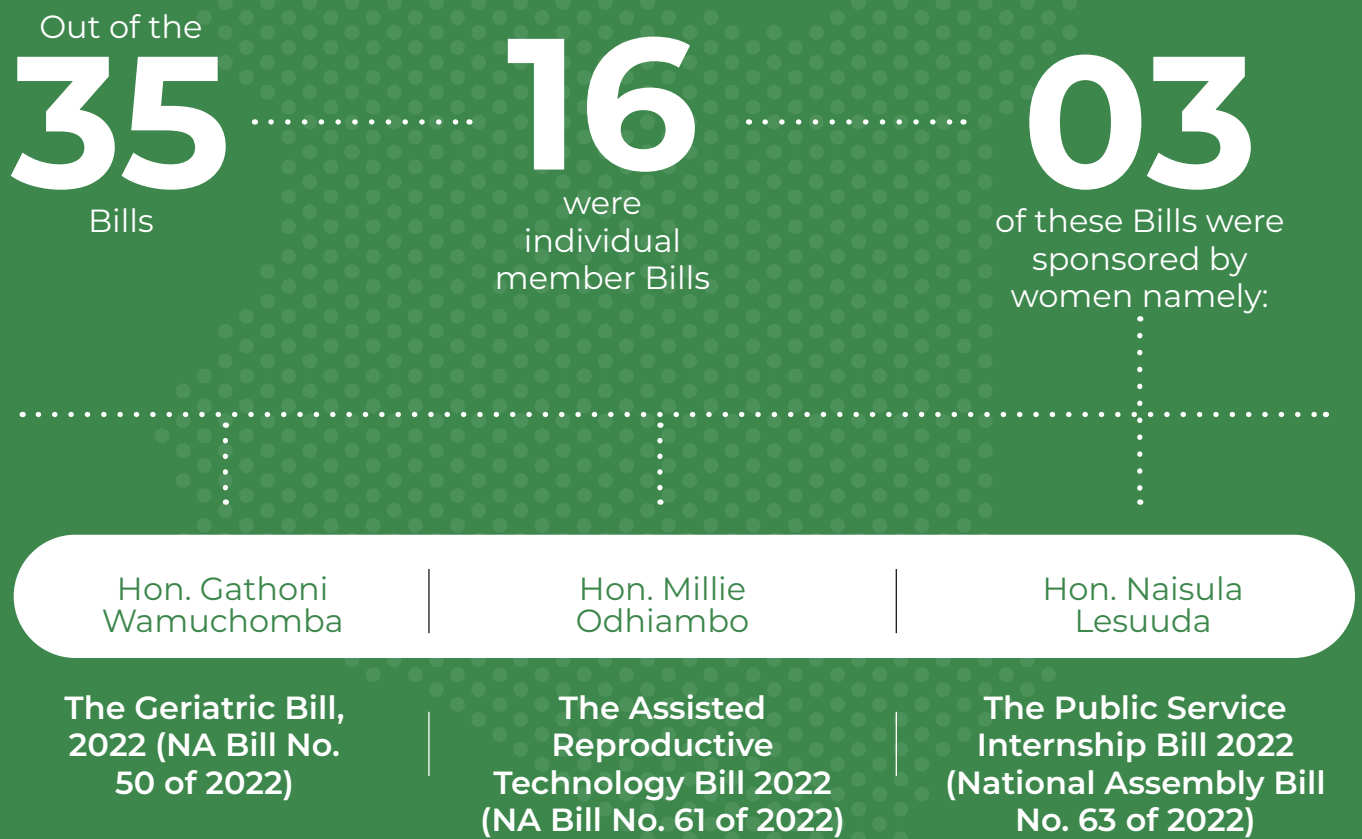 Out of the
35
Bills
16
were
individual
member Bills
03
of these Bills were
sponsored by
women namely:
Hon. Gathoni
Wamuchomba
The Geriatric Bill,
2022 (NA Bill No.
50 of 2022)
Hon. Millie
Odhiambo
The Assisted
Reproductive
Technology Bill 2022
(NA Bill No. 61 of 2022)
Hon. Naisula
Lesuuda
The Public Service
Internship Bill 2022
(National Assembly Bill
No. 63 of 2022)